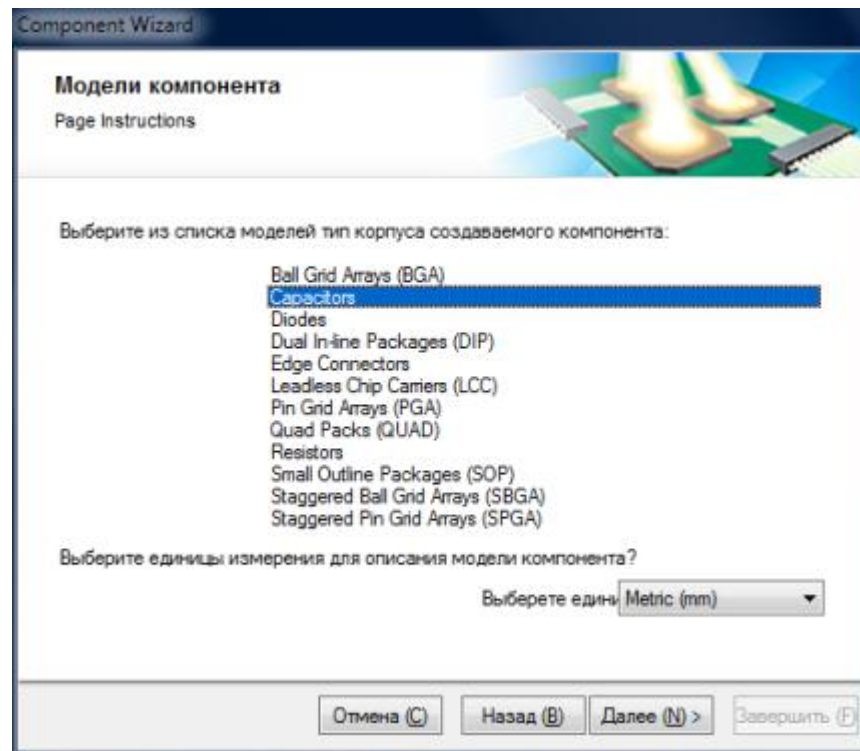 Component Wizard
Модели компонента
Page Instructions
Выберите из списка моделей тип корпуса создаваемого компонента:
Ball Grid Arrays (BGA)
Capacitors
Diodes
Dual In-line Packages (DIP)
Edge Connectors
Leadless Chip Carriers (LCC)
Pin Grid Arrays (PGA)
Quad Packs (QUAD)
Resistors
Small Outline Packages (SOP)
Staggered Ball Grid Arrays (SBGA)
Staggered Pin Grid Arrays (SPGA)
Выберите единицы измерения для описания модели компонента?
Выберете едини Metric (mm)
Отмена (C) Назад (B) Далее (N) > Завершить (F)